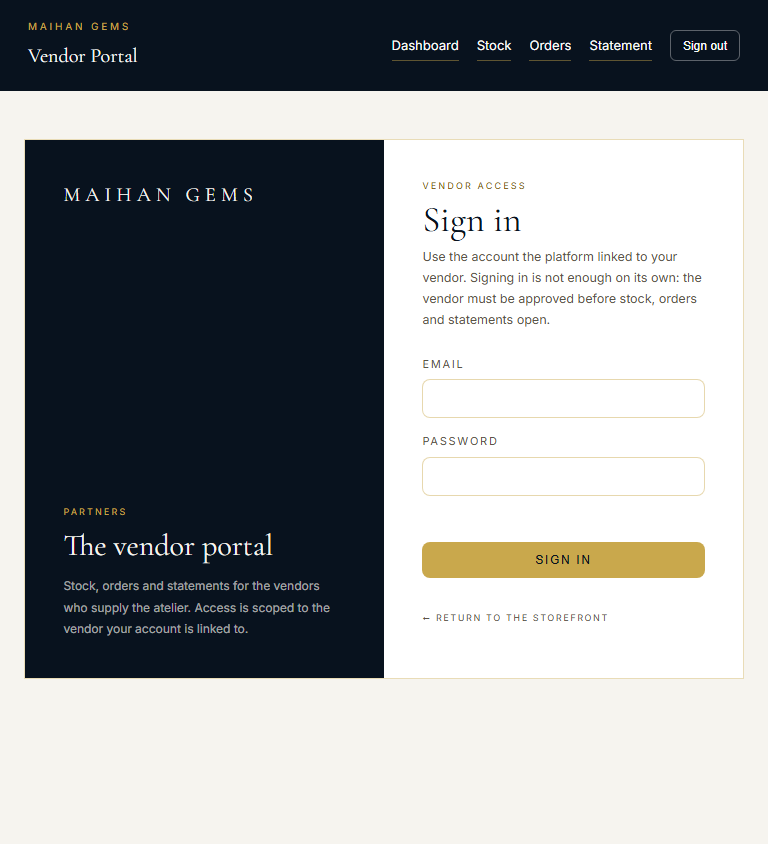 MAIHAN GEMS
Vendor Portal
Dashboard Stock Orders Statement Sign out
MAIHAN GEMS
PARTNERS
The vendor portal
Stock, orders and statements for the vendors
who supply the atelier. Access is scoped to the
vendor your account is linked to.
VENDOR ACCESS
Sign in
Use the account the platform linked to your
vendor. Signing in is not enough on its own: the
vendor must be approved before stock, orders
and statements open.
EMAIL
PASSWORD
SIGN IN
← RETURN TO THE STOREFRONT